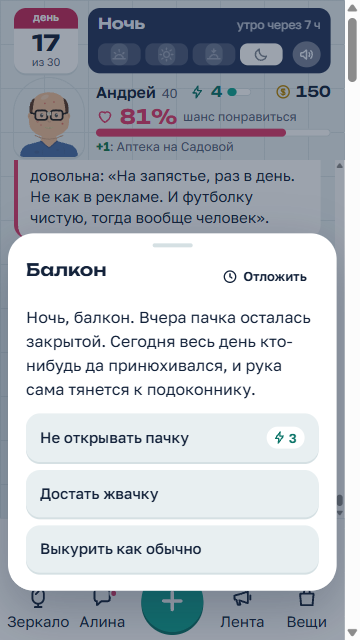 день
17
из 30
Ночь
утро через 7 ч
Андрей 40
4
150
81% шанс понравиться
+1: Аптека на Садовой
довольна: «На запястье, раз в день.
Не как в рекламе. И футболку
чистую, тогда вообще человек».
Балкон
Отложить
Ночь, балкон. Вчера пачка осталась
закрытой. Сегодня весь день кто-
нибудь да принюхивался, и рука
сама тянется к подоконнику.
Не открывать пачку
3
Достать жвачку
Выкурить как обычно
Зеркало
Алина
Лента
Вещи